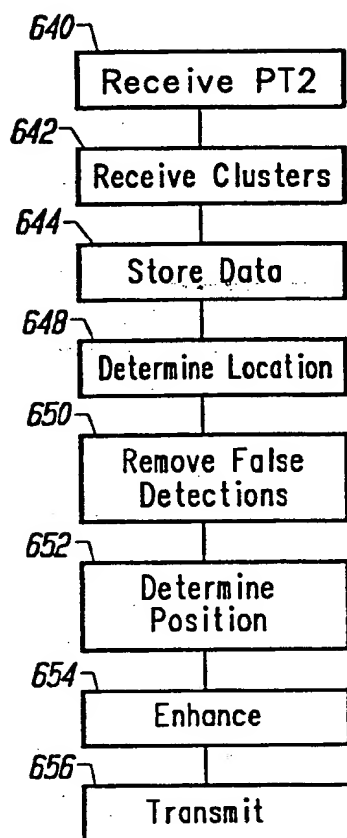 640
Receive PT2
642
Receive Clusters
644
Store Data
648
Determine Location
650
Remove False
Detections
652
Determine
Position
654
Enhance
656
Transmit